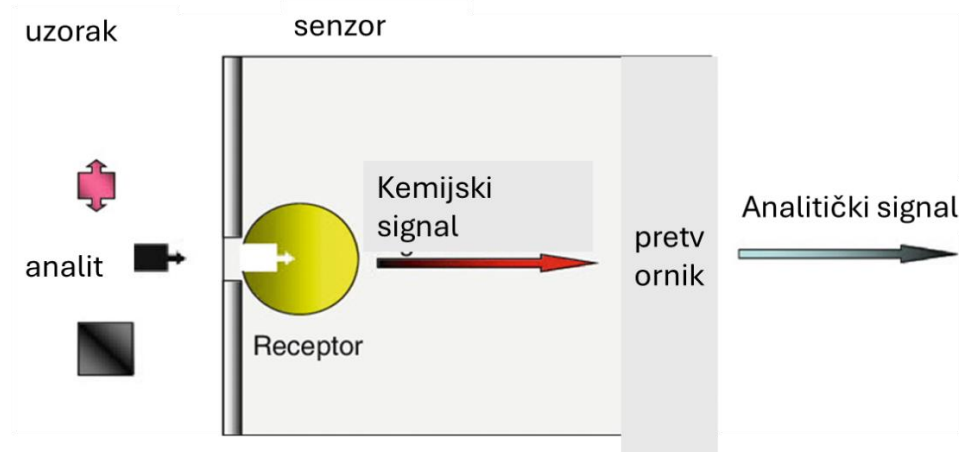 uzorak
senzor
Kemijski
signal
Analitički signal
pretv
ornik
analit
Receptor